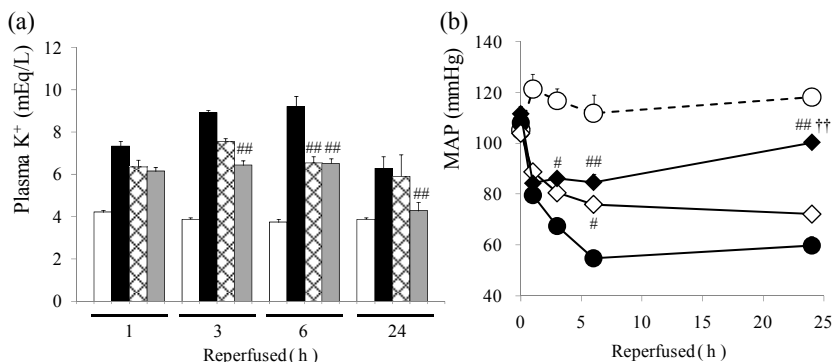 (a)
Plasma K⁺ (mEq/L)
12
10
8
6
4
2
0
##
## ##
##
1 3 6 24
Reperfused ( h )
(b)
MAP (mmHg)
140
120
100
80
60
40
## ††
# ##
#
0 5 10 15 20 25
Reperfused ( h )